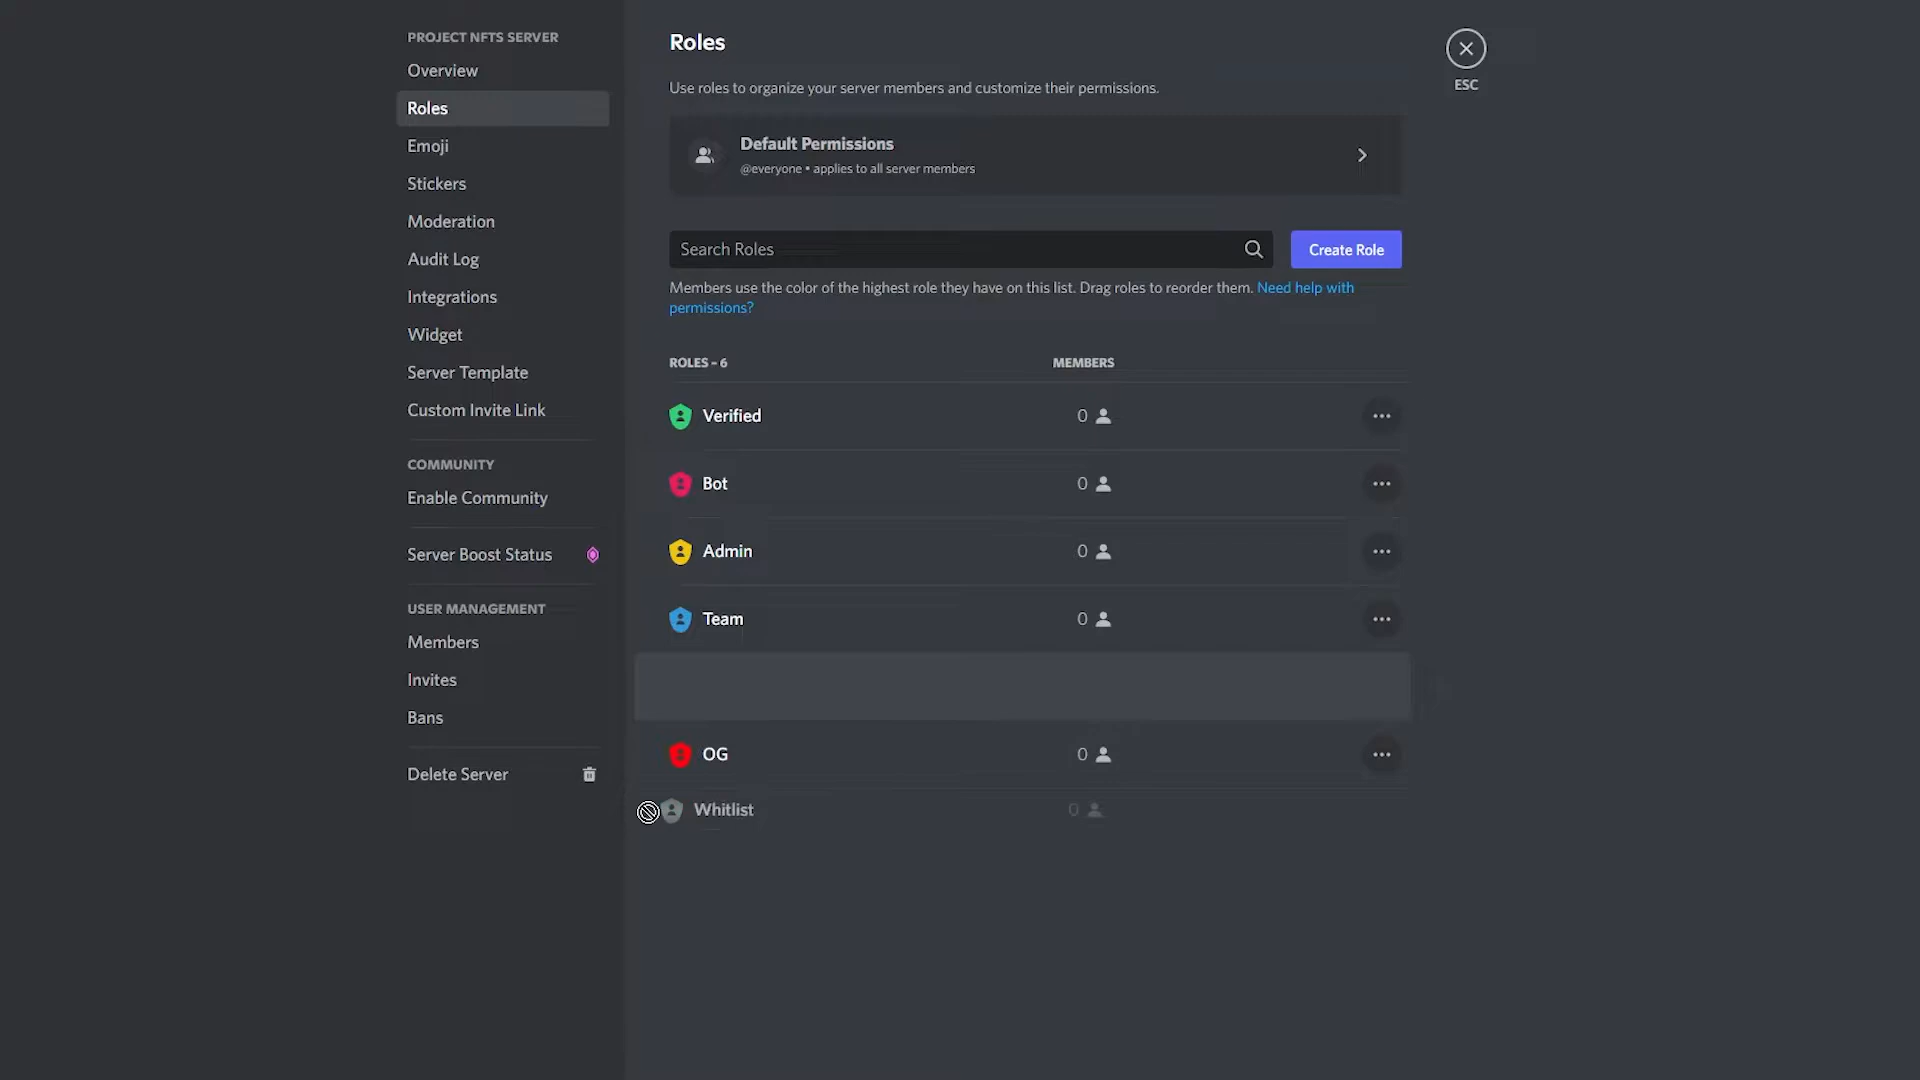 PROJECT NFTS SERVER
Overview
Roles
Emoji
Stickers
Moderation
Audit Log
Integrations
Widget
Server Template
Custom Invite Link
COMMUNITY
Enable Community
Server Boost Status
USER MANAGEMENT
Members
Invites
Bans
Delete Server
Roles
Use roles to organize your server members and customize their permissions.
Default Permissions
@everyone • applies to all server members
Search Roles
Create Role
Members use the color of the highest role they have on this list. Drag roles to reorder them. Need help with
permissions?
ROLES – 6 MEMBERS
Verified 0
Bot 0
Admin 0
Team 0
OG 0
Whitlist 0
ESC